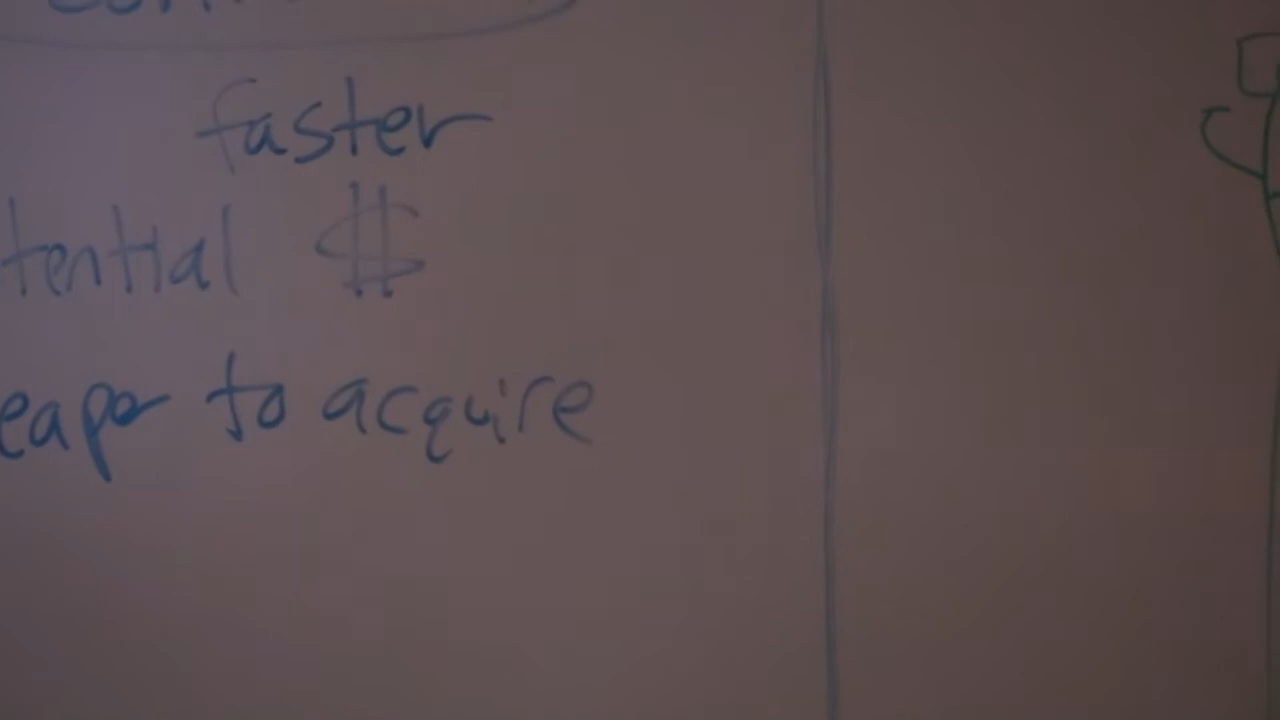 faster
tential $
eaper to acquire